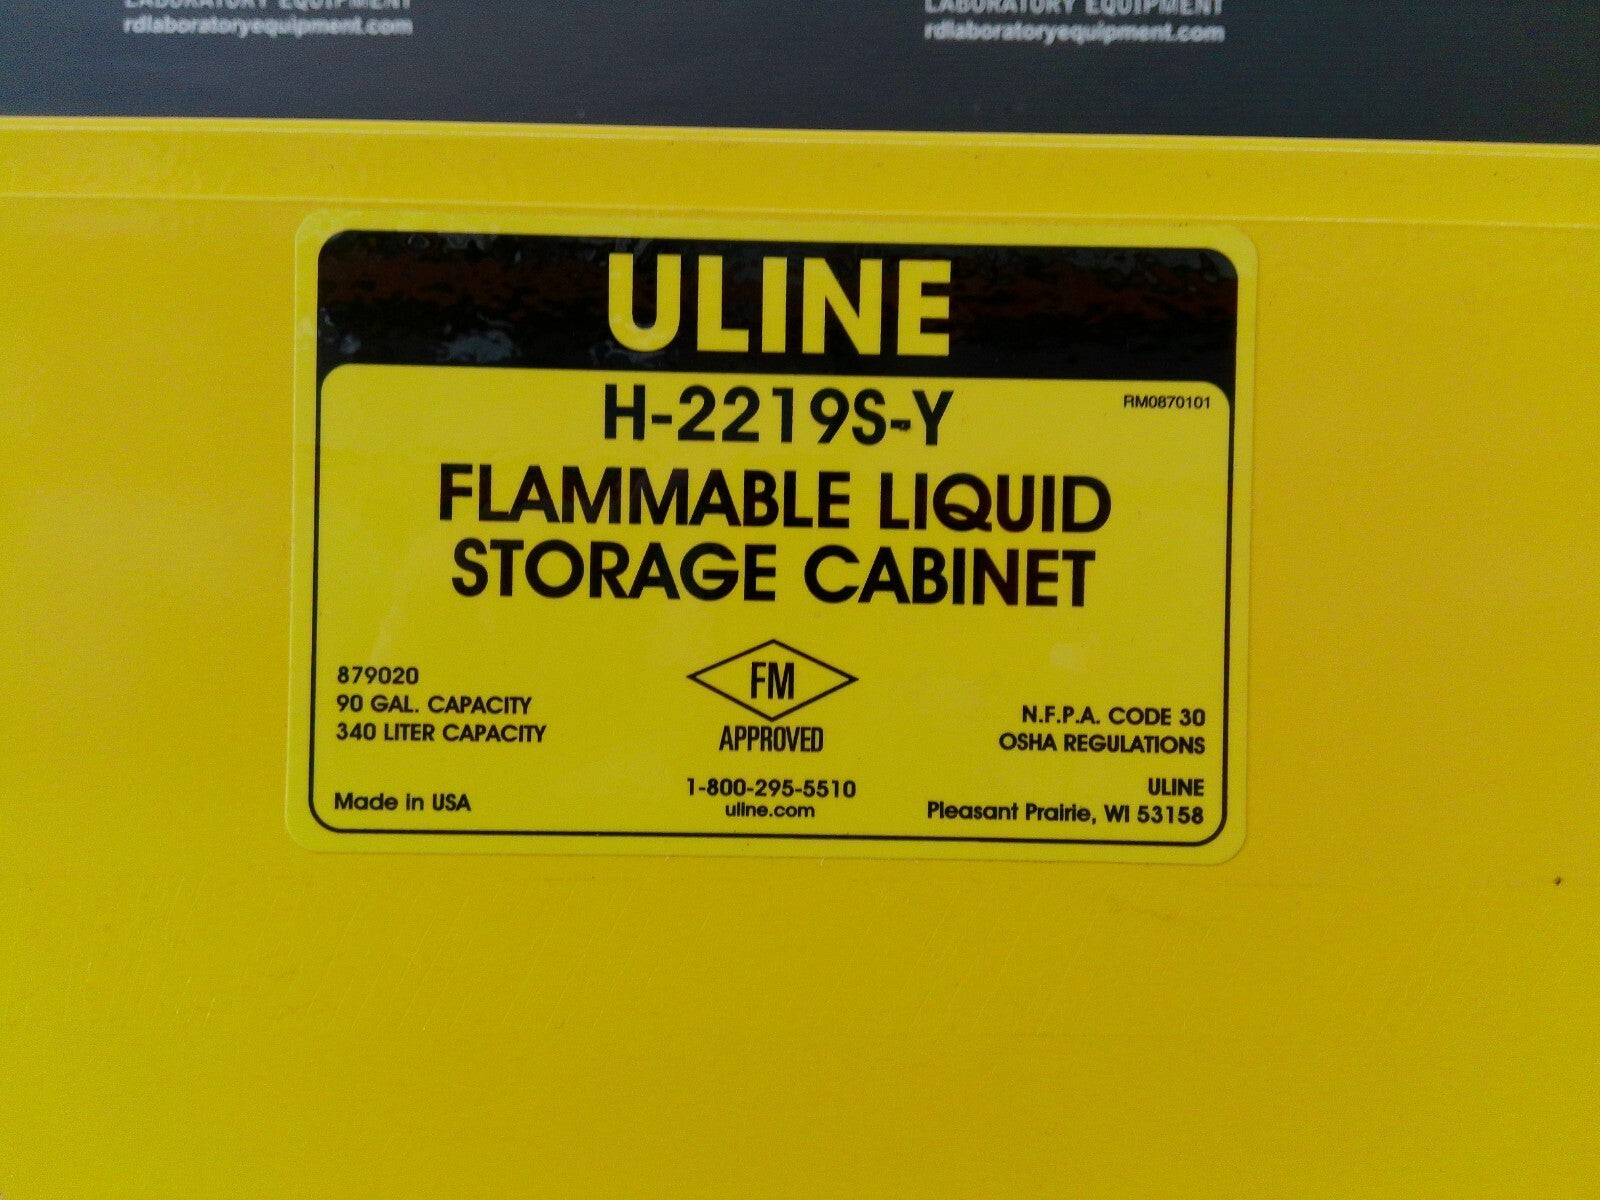 LABORATORY EQUIPMENT
rdlaboratoryequipment.com
LABORATORY EQUIPMENT
rdlaboratoryequipment.com
ULINE
H-2219S-Y
RM0870101
FLAMMABLE LIQUID
STORAGE CABINET
879020
90 GAL. CAPACITY
340 LITER CAPACITY
Made in USA
FM
APPROVED
1-800-295-5510
uline.com
N.F.P.A. CODE 30
OSHA REGULATIONS
ULINE
Pleasant Prairie, WI 53158